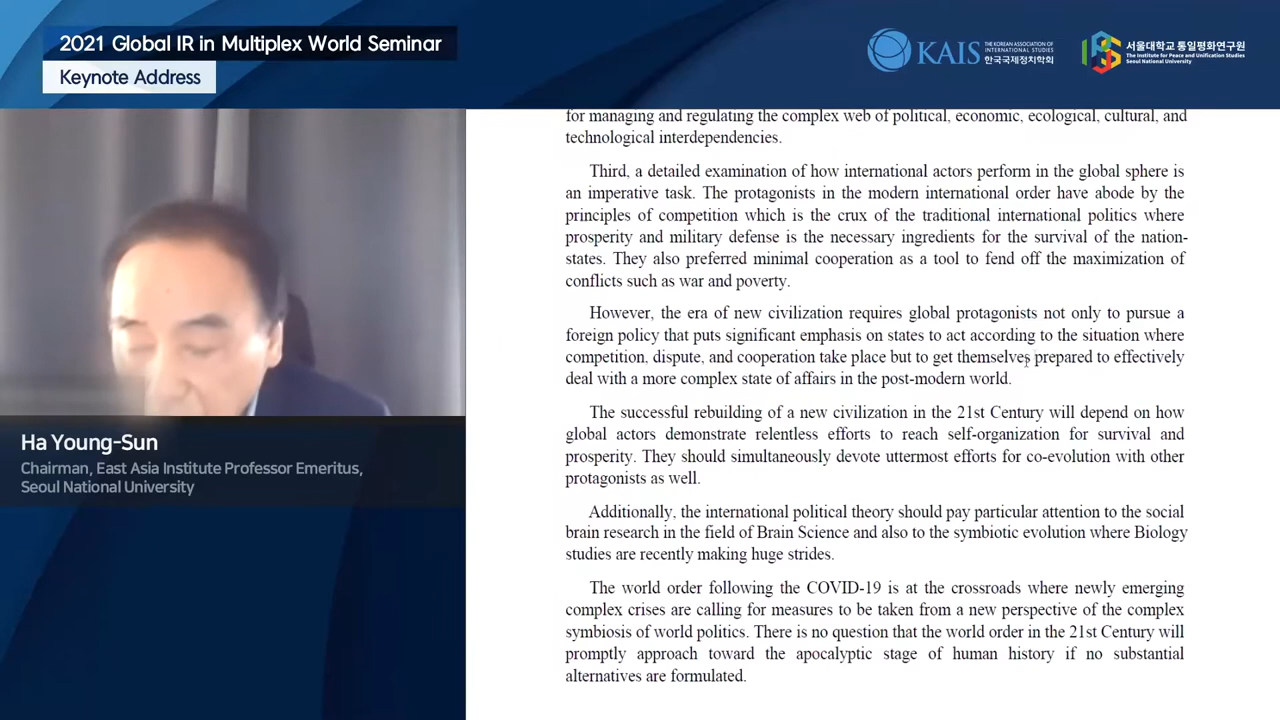 2021 Global IR in Multiplex World Seminar
Keynote Address
KAIS THE KOREAN ASSOCIATION OF
INTERNATIONAL STUDIES
한국국제정치학회
서울대학교 통일평화연구원
The Institute for Peace and Unification Studies
Seoul National University
for managing and regulating the complex web of political, economic, ecological, cultural, and
technological interdependencies.
Third, a detailed examination of how international actors perform in the global sphere is
an imperative task. The protagonists in the modern international order have abode by the
principles of competition which is the crux of the traditional international politics where
prosperity and military defense is the necessary ingredients for the survival of the nation-
states. They also preferred minimal cooperation as a tool to fend off the maximization of
conflicts such as war and poverty.
However, the era of new civilization requires global protagonists not only to pursue a
foreign policy that puts significant emphasis on states to act according to the situation where
competition, dispute, and cooperation take place but to get themselves prepared to effectively
deal with a more complex state of affairs in the post-modern world.
The successful rebuilding of a new civilization in the 21st Century will depend on how
global actors demonstrate relentless efforts to reach self-organization for survival and
prosperity. They should simultaneously devote uttermost efforts for co-evolution with other
protagonists as well.
Additionally, the international political theory should pay particular attention to the social
brain research in the field of Brain Science and also to the symbiotic evolution where Biology
studies are recently making huge strides.
The world order following the COVID-19 is at the crossroads where newly emerging
complex crises are calling for measures to be taken from a new perspective of the complex
symbiosis of world politics. There is no question that the world order in the 21st Century will
promptly approach toward the apocalyptic stage of human history if no substantial
alternatives are formulated.
Ha Young-Sun
Chairman, East Asia Institute Professor Emeritus,
Seoul National University